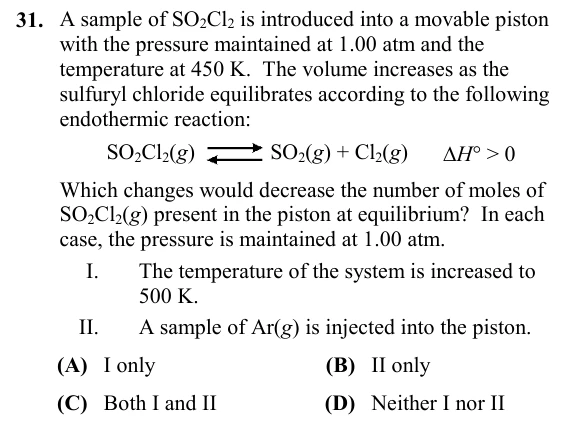 31. A sample of SO₂Cl₂ is introduced into a movable piston
with the pressure maintained at 1.00 atm and the
temperature at 450 K. The volume increases as the
sulfuryl chloride equilibrates according to the following
endothermic reaction:
SO₂Cl₂(g) ⇌ SO₂(g) + Cl₂(g) ΔH° > 0
Which changes would decrease the number of moles of
SO₂Cl₂(g) present in the piston at equilibrium? In each
case, the pressure is maintained at 1.00 atm.
I. The temperature of the system is increased to
500 K.
II. A sample of Ar(g) is injected into the piston.
(A) I only (B) II only
(C) Both I and II (D) Neither I nor II